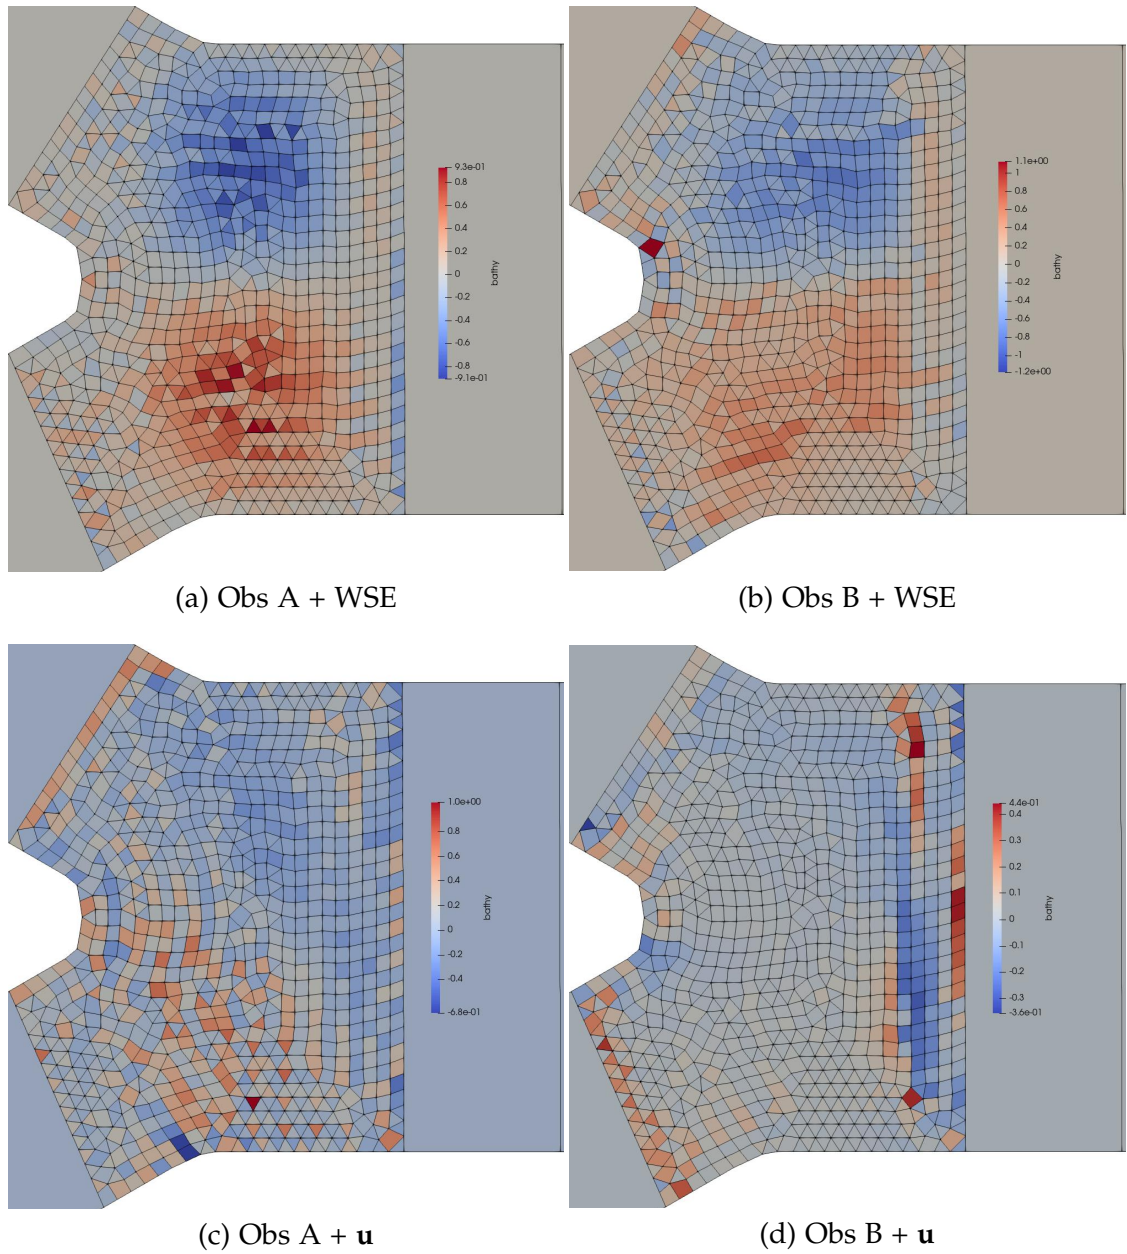 9.3e-01
0.8
0.6
0.4
0.2
0
-0.2
-0.4
-0.6
-0.8
-9.1e-01
bathy
1.1e+00
1
0.8
0.6
0.4
0.2
0
-0.2
-0.4
-0.6
-0.8
-1
-1.2e+00
bathy
(a) Obs A + WSE
(b) Obs B + WSE
1.0e+00
0.8
0.6
0.4
0.2
0
-0.2
-0.4
-6.8e-01
bathy
4.4e-01
0.4
0.3
0.2
0.1
0
-0.1
-0.2
-0.3
-3.6e-01
bathy
(c) Obs A + u
(d) Obs B + u